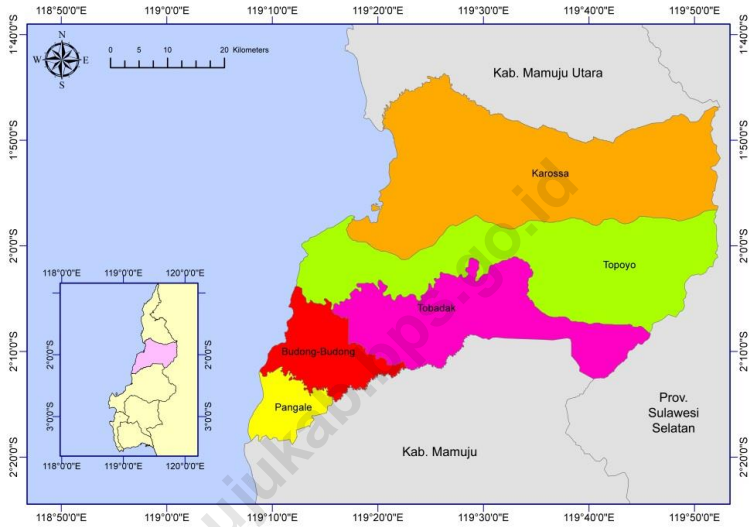 118°50'0"E 119°0'0"E 119°10'0"E 119°20'0"E 119°30'0"E 119°40'0"E 119°50'0"E
1°40'0"S 1°40'0"S
N
W E
S
0 5 10 20 Kilometers
Kab. Mamuju Utara
1°50'0"S 1°50'0"S
Karossa
2°0'0"S 2°0'0"S
Topoyo
118°0'0"E 119°0'0"E 120°0'0"E
Tobadak
2°10'0"S 2°10'0"S
Budong-Budong
2°0'0"S 2°0'0"S
Pangale
3°0'0"S 3°0'0"S
Prov.
Sulawesi
Selatan
Kab. Mamuju
2°20'0"S 2°20'0"S
118°0'0"E 119°0'0"E 120°0'0"E
118°50'0"E 119°0'0"E 119°10'0"E 119°20'0"E 119°30'0"E 119°40'0"E 119°50'0"E
ujukab.bps.go.id